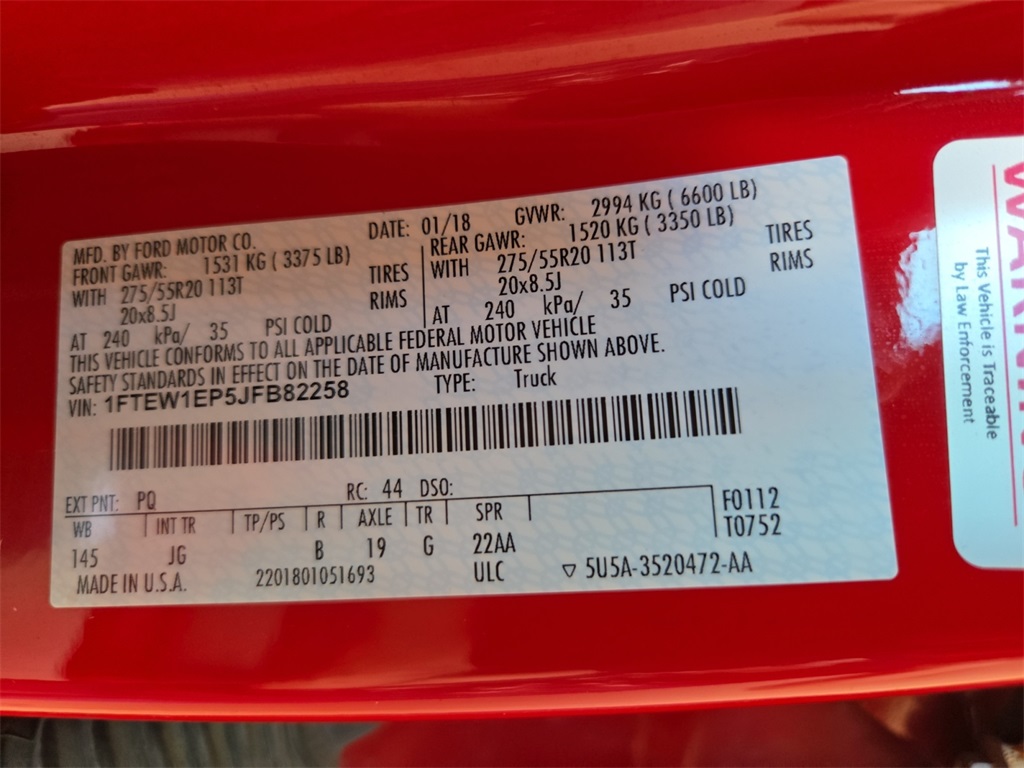 MFD. BY FORD MOTOR CO.
DATE: 01/18
GVWR: 2994 KG ( 6600 LB)
FRONT GAWR: 1531 KG ( 3375 LB)
WITH 275/55R20 113T TIRES
20x8.5J RIMS
AT 240 kPa/ 35 PSI COLD
REAR GAWR: 1520 KG ( 3350 LB)
WITH 275/55R20 113T TIRES
20x8.5J RIMS
AT 240 kPa/ 35 PSI COLD
THIS VEHICLE CONFORMS TO ALL APPLICABLE FEDERAL MOTOR VEHICLE
SAFETY STANDARDS IN EFFECT ON THE DATE OF MANUFACTURE SHOWN ABOVE.
VIN: 1FTEW1EP5JFB82258
TYPE: Truck
EXT PNT: PQ
RC: 44 DSO:
WB INT TR TP/PS R AXLE TR SPR
145 JG B 19 G 22AA
F0112
T0752
MADE IN U.S.A.
2201801051693
ULC
▽ 5U5A-3520472-AA
WARNIN
This Vehicle is Traceable
by Law Enforcement